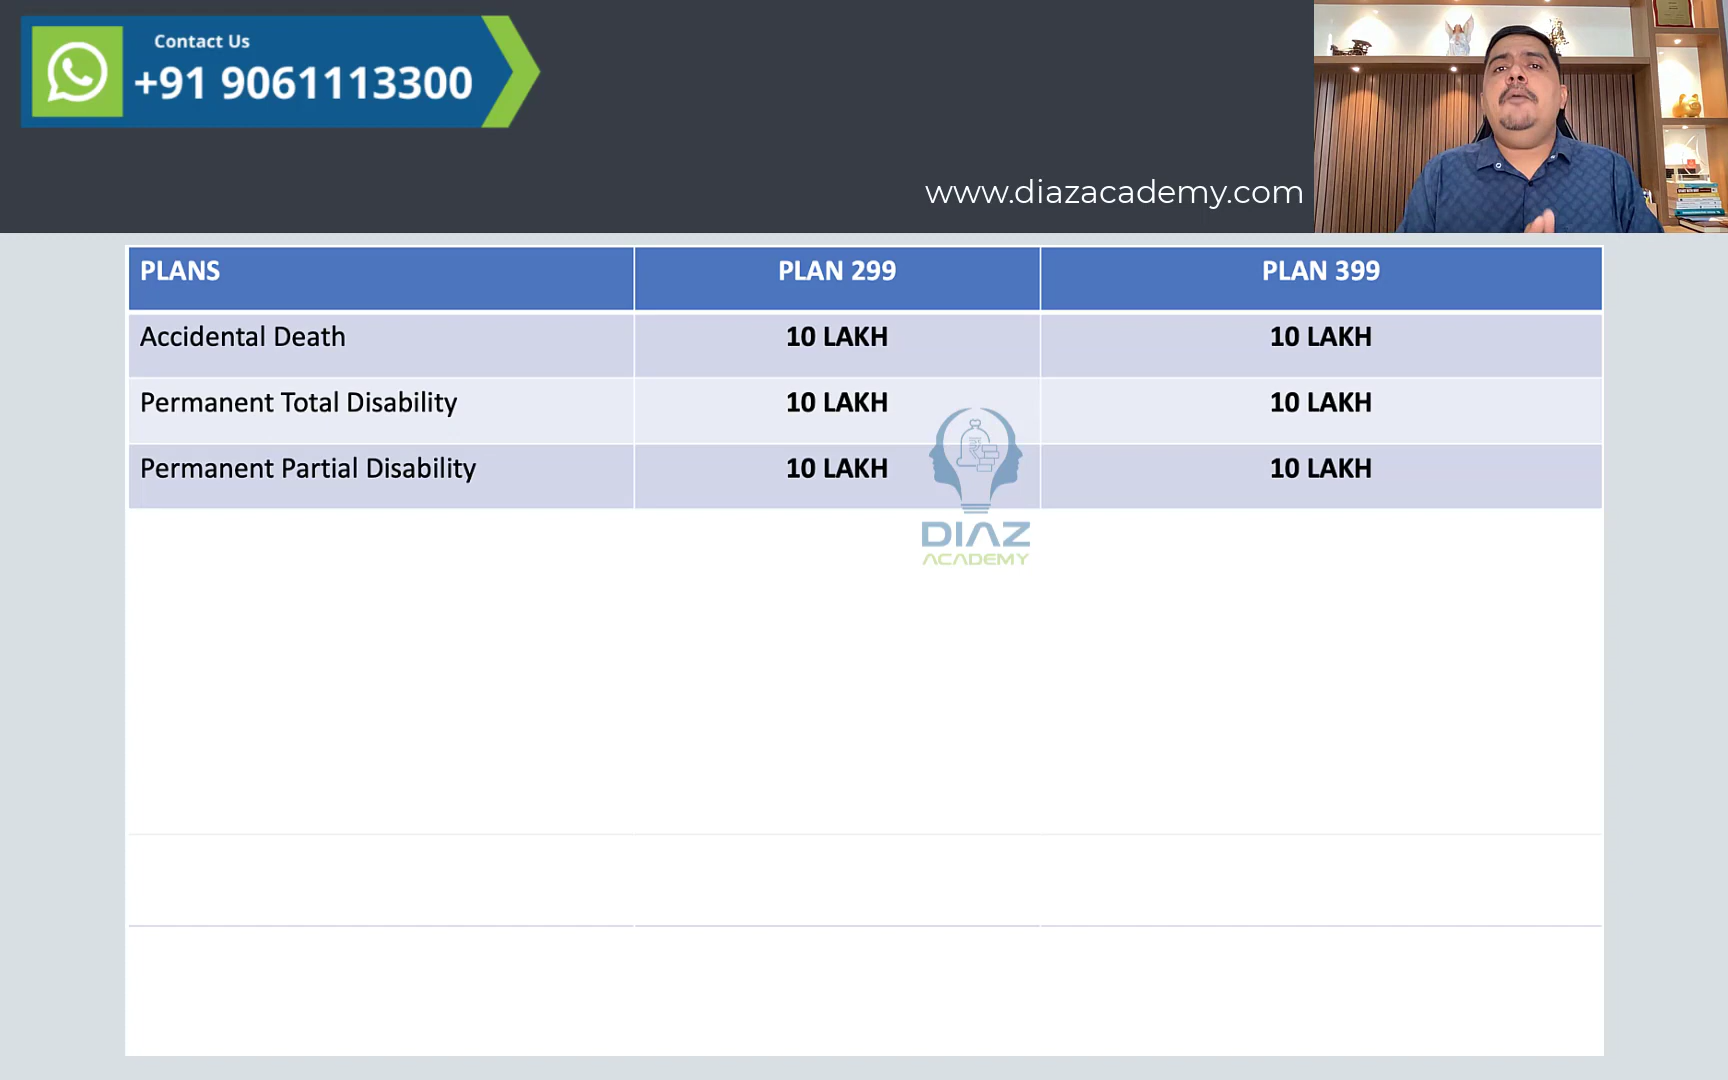 Contact Us
+91 9061113300
www.diazacademy.com
PLANS PLAN 299 PLAN 399
Accidental Death 10 LAKH 10 LAKH
Permanent Total Disability 10 LAKH 10 LAKH
Permanent Partial Disability 10 LAKH 10 LAKH
DIAZ
ACADEMY